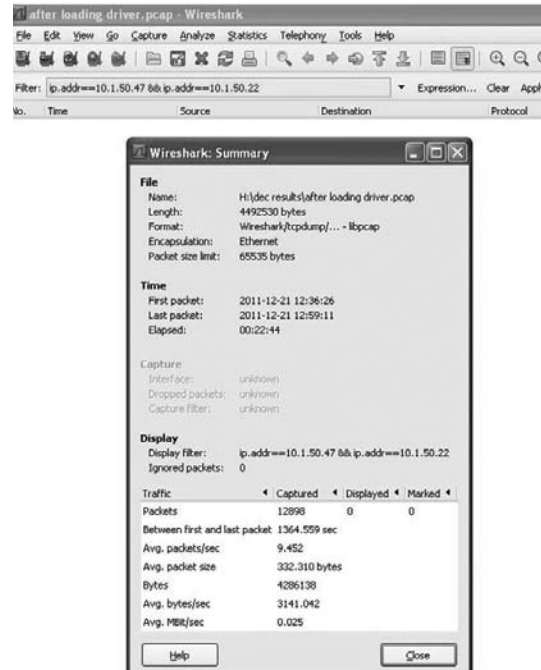 after loading driver.pcap - Wireshark
File Edit View Go Capture Analyze Statistics Telephony Tools Help
Filter: ip.addr==10.1.50.47 && ip.addr==10.1.50.22 Expression... Clear Appl
No. Time Source Destination Protocol
Wireshark: Summary
File
Name: H:\dec results\after loading driver.pcap
Length: 4492530 bytes
Format: Wireshark/tcpdump/... - libpcap
Encapsulation: Ethernet
Packet size limit: 65535 bytes
Time
First packet: 2011-12-21 12:36:26
Last packet: 2011-12-21 12:59:11
Elapsed: 00:22:44
Capture
Interface: unknown
Dropped packets: unknown
Capture filter: unknown
Display
Display filter: ip.addr==10.1.50.47 && ip.addr==10.1.50.22
Ignored packets: 0
Traffic Captured Displayed Marked
Packets 12898 0 0
Between first and last packet 1364.559 sec
Avg. packets/sec 9.452
Avg. packet size 332.310 bytes
Bytes 4286138
Avg. bytes/sec 3141.042
Avg. MBit/sec 0.025
Help Close